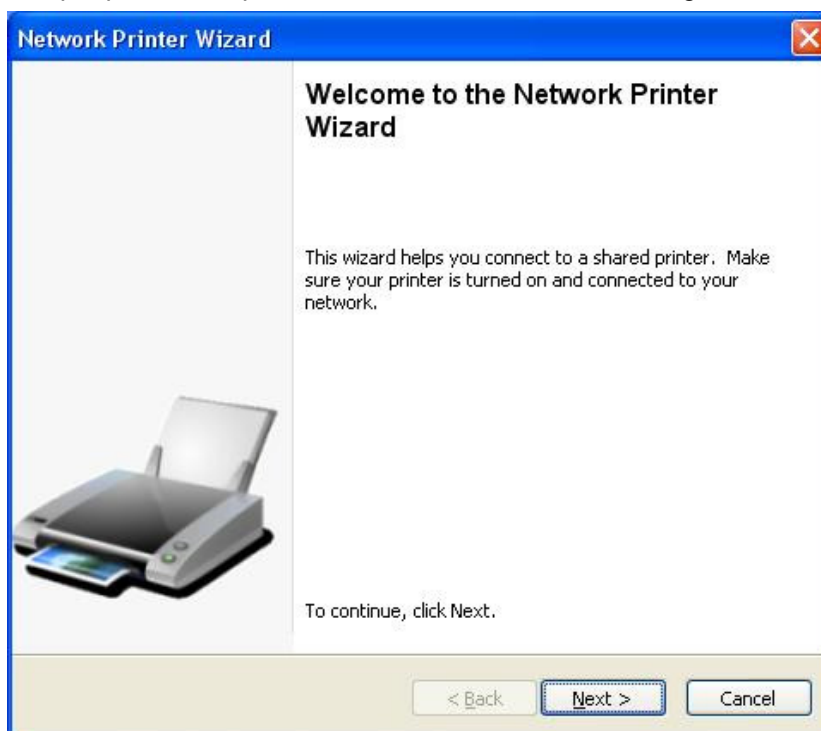 Network Printer Wizard
Welcome to the Network Printer
Wizard
This wizard helps you connect to a shared printer. Make
sure your printer is turned on and connected to your
network.
To continue, click Next.
< Back Next > Cancel